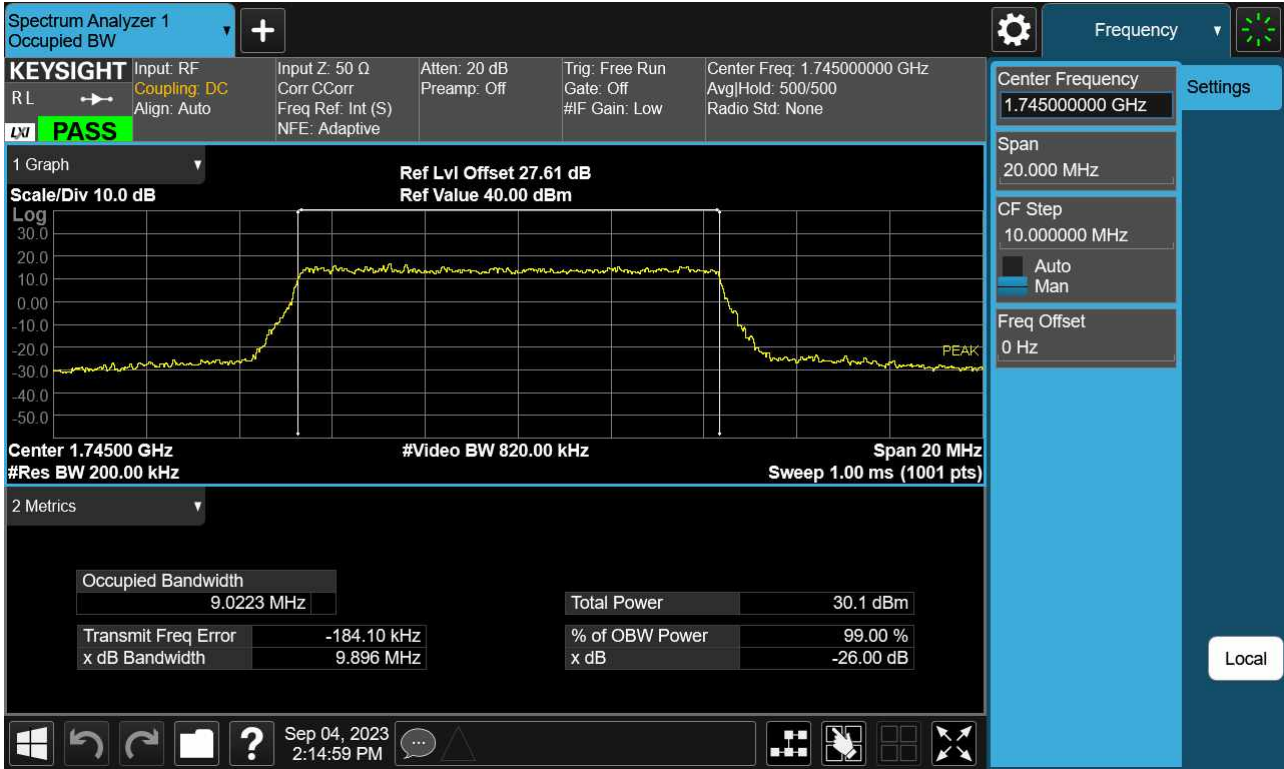 Spectrum Analyzer 1
Occupied BW
Frequency
KEYSIGHT
R L
LXI
PASS
Input: RF
Coupling: DC
Align: Auto
Input Z: 50 Ω
Corr CCorr
Freq Ref: Int (S)
NFE: Adaptive
Atten: 20 dB
Preamp: Off
Trig: Free Run
Gate: Off
#IF Gain: Low
Center Freq: 1.745000000 GHz
Avg|Hold: 500/500
Radio Std: None
Center Frequency
1.745000000 GHz
Settings
Span
20.000 MHz
CF Step
10.000000 MHz
Auto
Man
Freq Offset
0 Hz
Local
1 Graph
Ref Lvl Offset 27.61 dB
Scale/Div 10.0 dB
Ref Value 40.00 dBm
Log
30.0
20.0
10.0
0.00
-10.0
-20.0
-30.0
-40.0
-50.0
PEAK
Center 1.74500 GHz
#Video BW 820.00 kHz
Span 20 MHz
#Res BW 200.00 kHz
Sweep 1.00 ms (1001 pts)
2 Metrics
Occupied Bandwidth
9.0223 MHz
Total Power 30.1 dBm
Transmit Freq Error -184.10 kHz
% of OBW Power 99.00 %
x dB Bandwidth 9.896 MHz
x dB -26.00 dB
?
Sep 04, 2023
2:14:59 PM